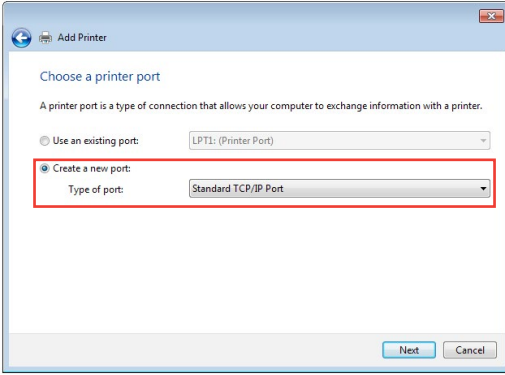 Add Printer
Choose a printer port
A printer port is a type of connection that allows your computer to exchange information with a printer.
Use an existing port: LPT1: (Printer Port)
Create a new port:
Type of port: Standard TCP/IP Port
Next Cancel